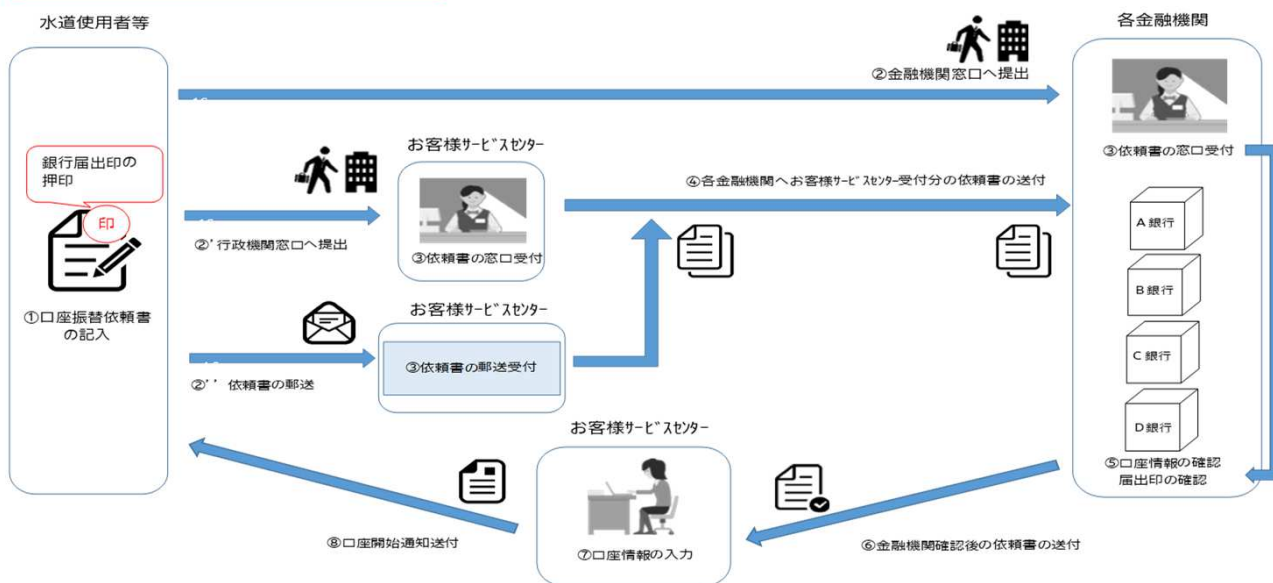 水道使用者等
各金融機関
②金融機関窓口へ提出
銀行届出印の
押印
印
①口座振替依頼書
の記入
お客様ｻｰﾋﾞｽｾﾝﾀｰ
②' 行政機関窓口へ提出
③依頼書の窓口受付
④各金融機関へお客様ｻｰﾋﾞｽｾﾝﾀｰ受付分の依頼書の送付
③依頼書の窓口受付
お客様ｻｰﾋﾞｽｾﾝﾀｰ
②'' 依頼書の郵送
③依頼書の郵送受付
A銀行
B銀行
C銀行
D銀行
⑤口座情報の確認
届出印の確認
お客様ｻｰﾋﾞｽｾﾝﾀｰ
⑥金融機関確認後の依頼書の送付
⑦口座情報の入力
⑧口座開始通知送付